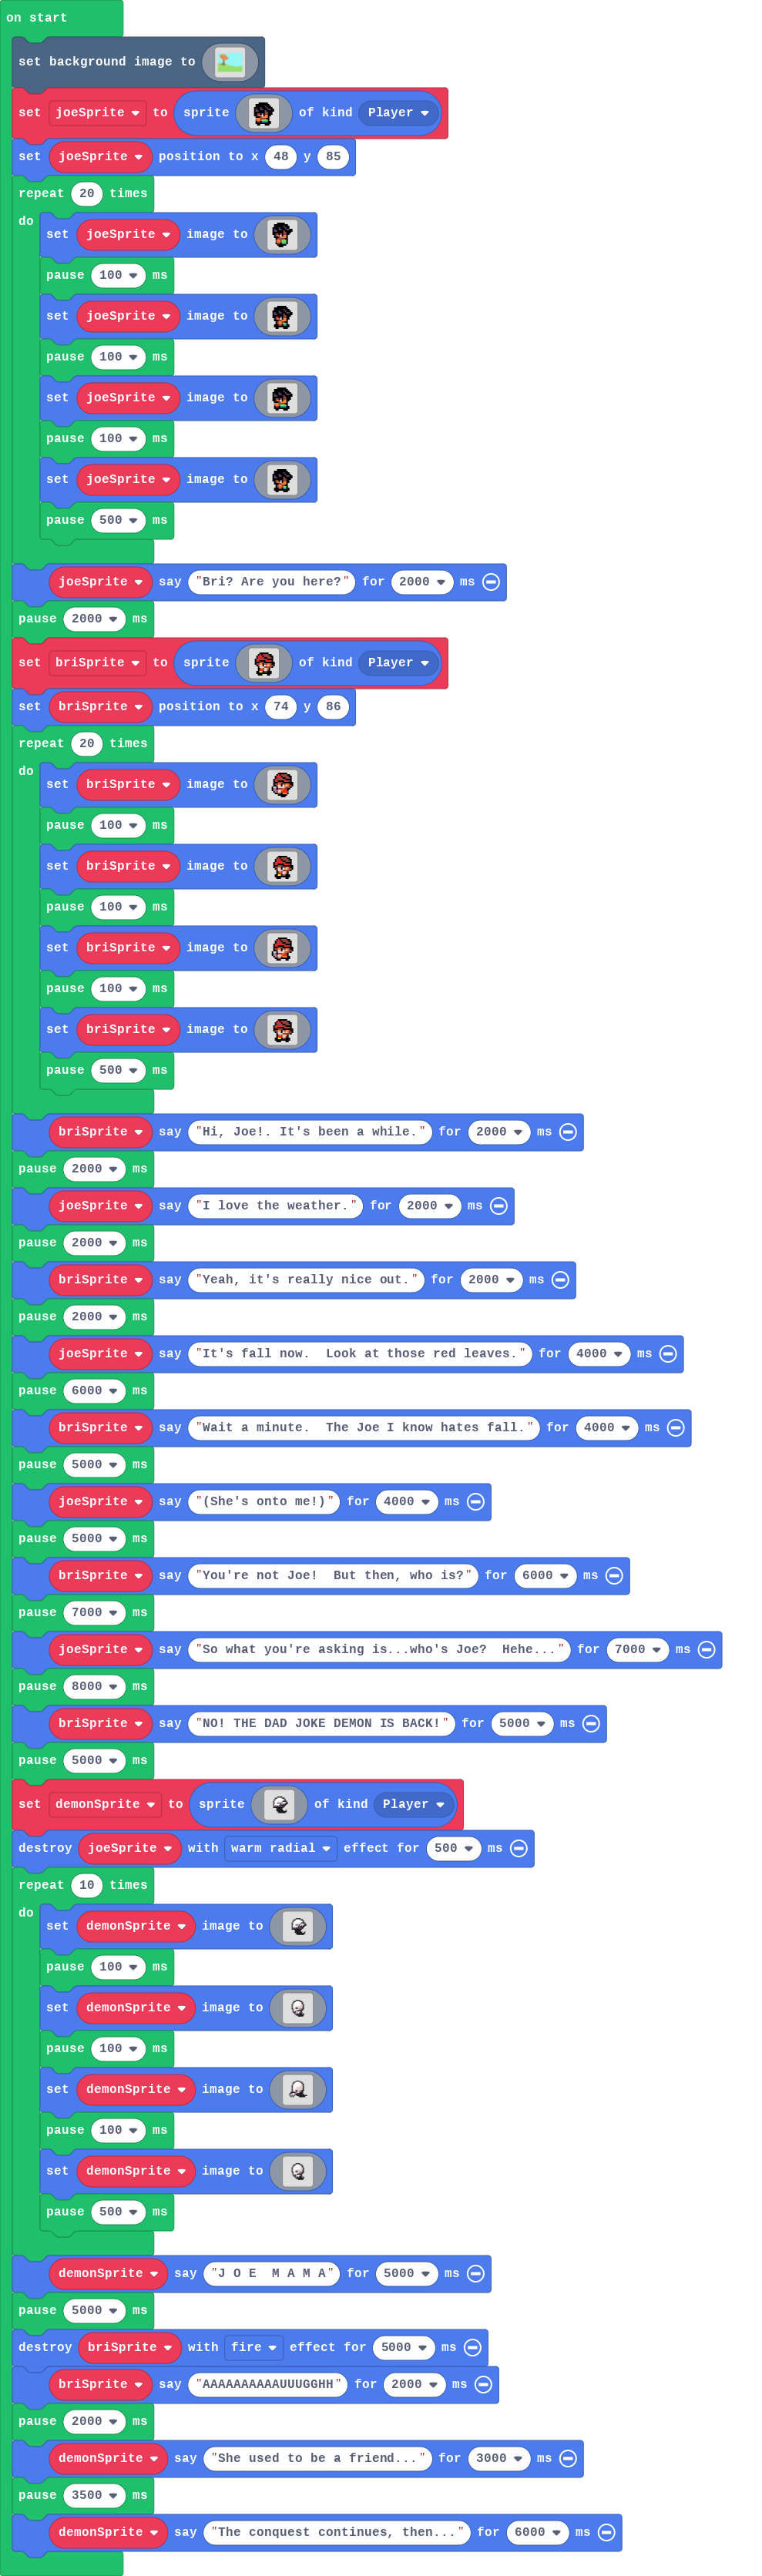 on start
set background image to
set joeSprite to sprite of kind Player
set joeSprite position to x 48 y 85
repeat 20 times
do
set joeSprite image to
pause 100 ms
set joeSprite image to
pause 100 ms
set joeSprite image to
pause 100 ms
set joeSprite image to
pause 500 ms
joeSprite say "Bri? Are you here?" for 2000 ms
pause 2000 ms
set briSprite to sprite of kind Player
set briSprite position to x 74 y 86
repeat 20 times
do
set briSprite image to
pause 100 ms
set briSprite image to
pause 100 ms
set briSprite image to
pause 100 ms
set briSprite image to
pause 500 ms
briSprite say "Hi, Joe!. It's been a while." for 2000 ms
pause 2000 ms
joeSprite say "I love the weather." for 2000 ms
pause 2000 ms
briSprite say "Yeah, it's really nice out." for 2000 ms
pause 2000 ms
joeSprite say "It's fall now.  Look at those red leaves." for 4000 ms
pause 6000 ms
briSprite say "Wait a minute.  The Joe I know hates fall." for 4000 ms
pause 5000 ms
joeSprite say "(She's onto me!)" for 4000 ms
pause 5000 ms
briSprite say "You're not Joe!  But then, who is?" for 6000 ms
pause 7000 ms
joeSprite say "So what you're asking is...who's Joe?  Hehe..." for 7000 ms
pause 8000 ms
briSprite say "NO! THE DAD JOKE DEMON IS BACK!" for 5000 ms
pause 5000 ms
set demonSprite to sprite of kind Player
destroy joeSprite with warm radial effect for 500 ms
repeat 10 times
do
set demonSprite image to
pause 100 ms
set demonSprite image to
pause 100 ms
set demonSprite image to
pause 100 ms
set demonSprite image to
pause 500 ms
demonSprite say "J O E  M A M A" for 5000 ms
pause 5000 ms
destroy briSprite with fire effect for 5000 ms
briSprite say "AAAAAAAAAAUUUGGHH" for 2000 ms
pause 2000 ms
demonSprite say "She used to be a friend..." for 3000 ms
pause 3500 ms
demonSprite say "The conquest continues, then..." for 6000 ms